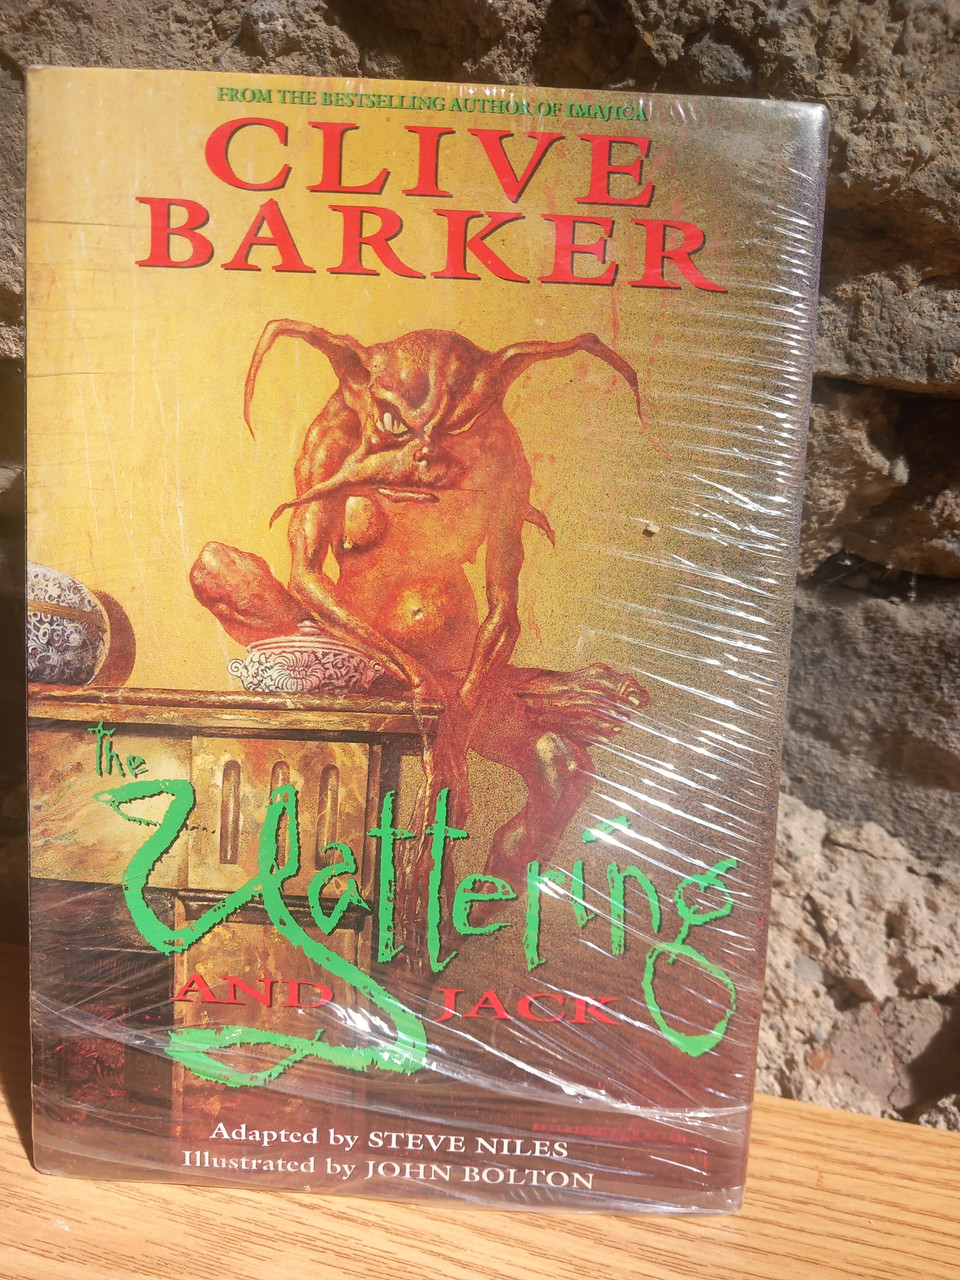 FROM THE BESTSELLING AUTHOR OF IMAJICA
CLIVE
BARKER
The
Yattering
AND JACK
Adapted by STEVE NILES
Illustrated by JOHN BOLTON